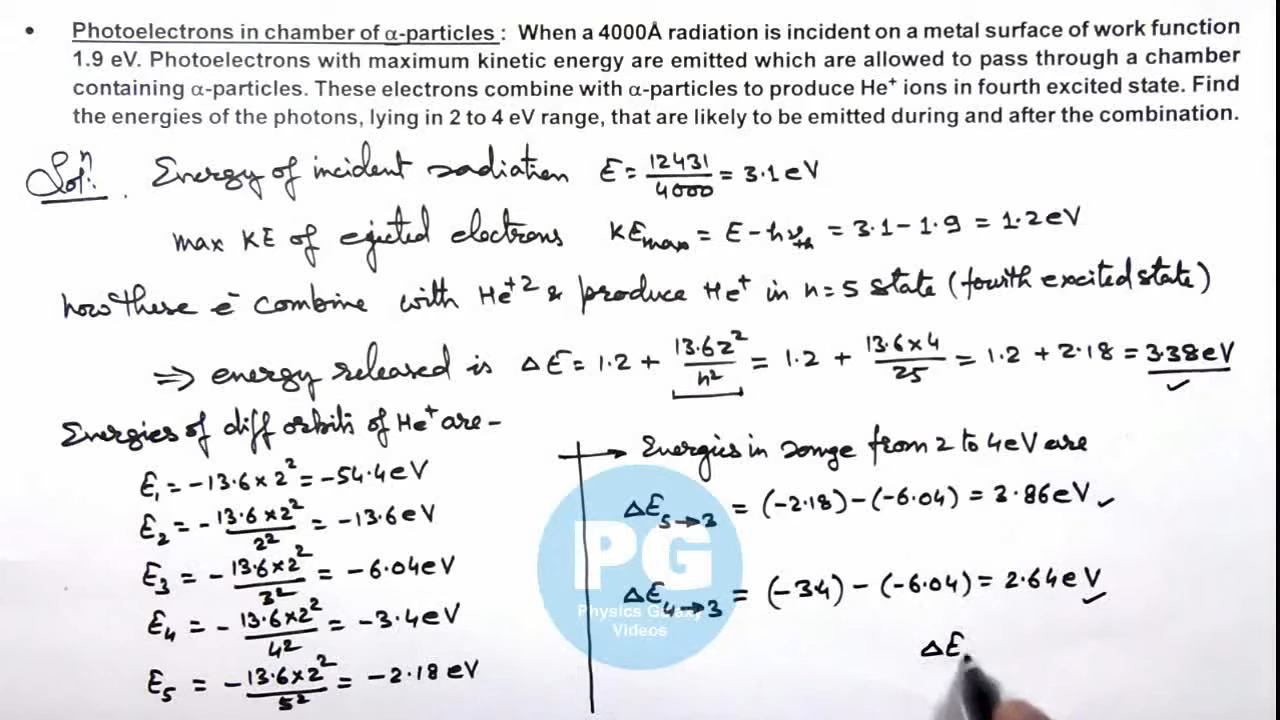 • Photoelectrons in chamber of α-particles : When a 4000Å radiation is incident on a metal surface of work function
1.9 eV. Photoelectrons with maximum kinetic energy are emitted which are allowed to pass through a chamber
containing α-particles. These electrons combine with α-particles to produce He⁺ ions in fourth excited state. Find
the energies of the photons, lying in 2 to 4 eV range, that are likely to be emitted during and after the combination.
Solⁿ. Energy of incident radiation E = 12431/4000 = 3.1 eV
max KE of ejected electrons KEmax = E - hνth = 3.1 - 1.9 = 1.2 eV
now these e⁻ combine with He⁺² & produce He⁺ in n=5 state (fourth excited state)
⇒ energy released is ΔE = 1.2 + 13.6z²/n² = 1.2 + 13.6×4/25 = 1.2 + 2.18 = 3.38 eV ✓
Energies of diff orbits of He⁺ are -
E₁ = -13.6×2² = -54.4 eV
E₂ = -13.6×2²/2² = -13.6 eV
E₃ = -13.6×2²/3² = -6.04 eV
E₄ = -13.6×2²/4² = -3.4 eV
E₅ = -13.6×2²/5² = -2.18 eV
→ Energies in range from 2 to 4 eV are
ΔE₅→₃ = (-2.18) - (-6.04) = 3.86 eV ✓
ΔE₄→₃ = (-3.4) - (-6.04) = 2.64 eV ✓
ΔE
PG
Physics Galaxy
Videos